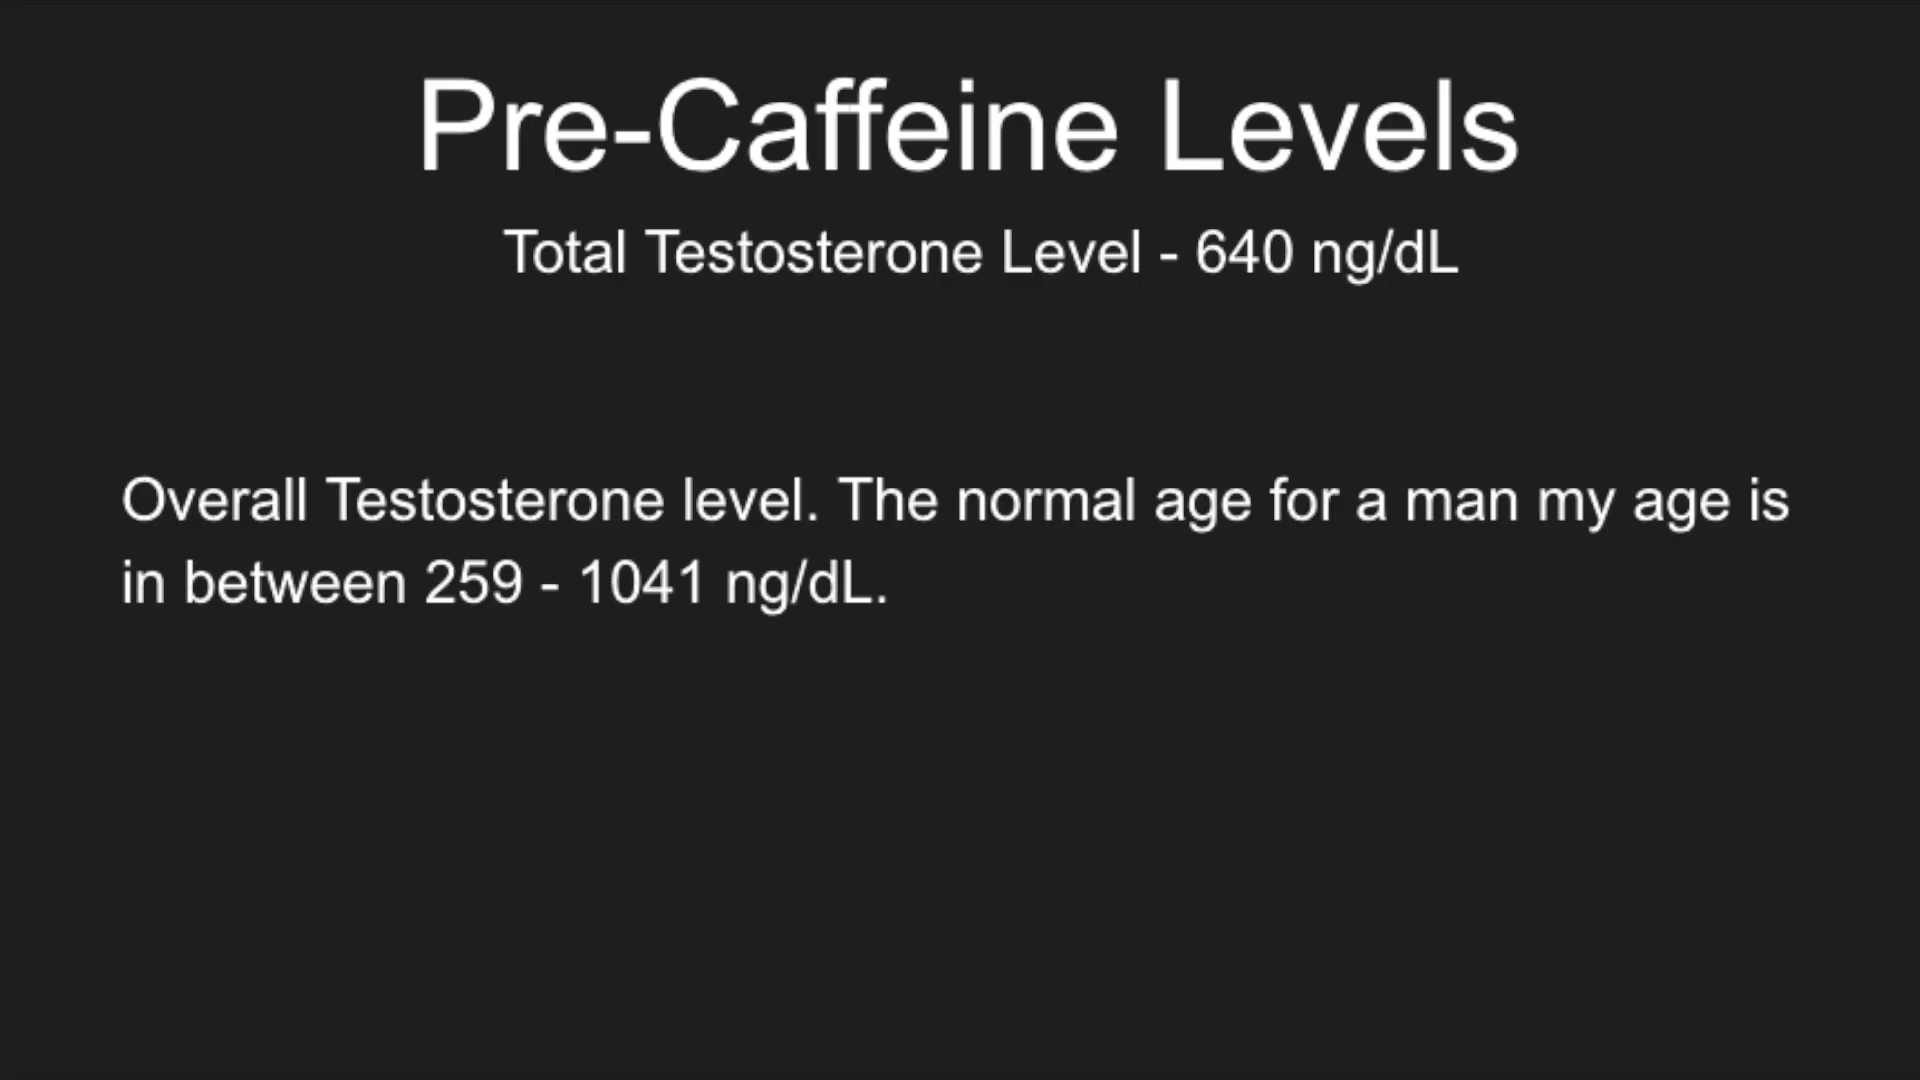 Pre-Caffeine Levels
Total Testosterone Level - 640 ng/dL
Overall Testosterone level. The normal age for a man my age is
in between 259 - 1041 ng/dL.